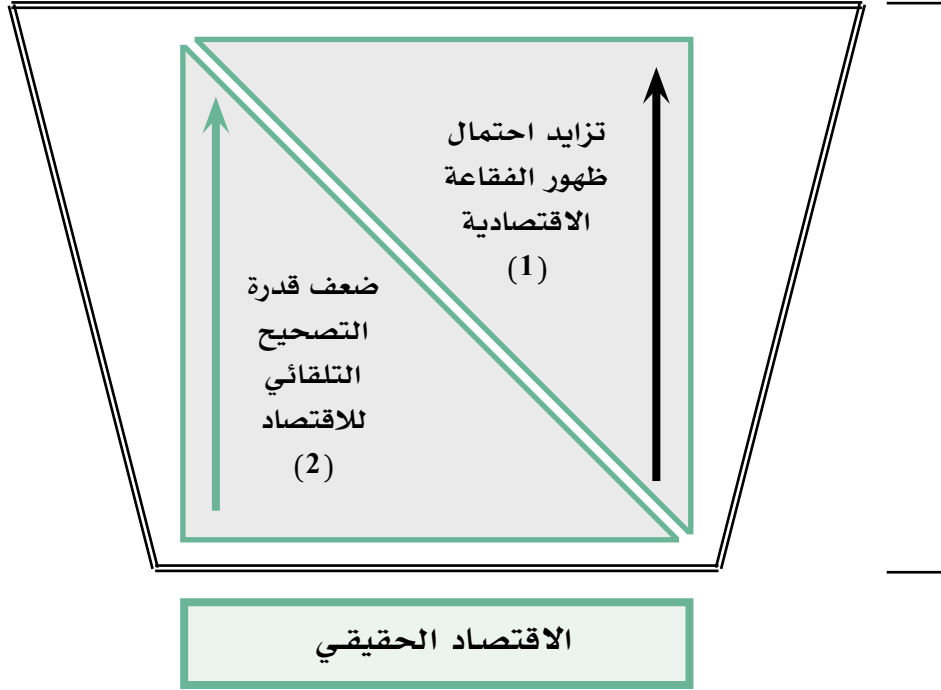 تزايد احتمال
ظهور الفقاعة
الاقتصادية
(1)
ضعف قدرة
التصحيح
التلقائي
للاقتصاد
(2)
الاقتصاد الحقيقي